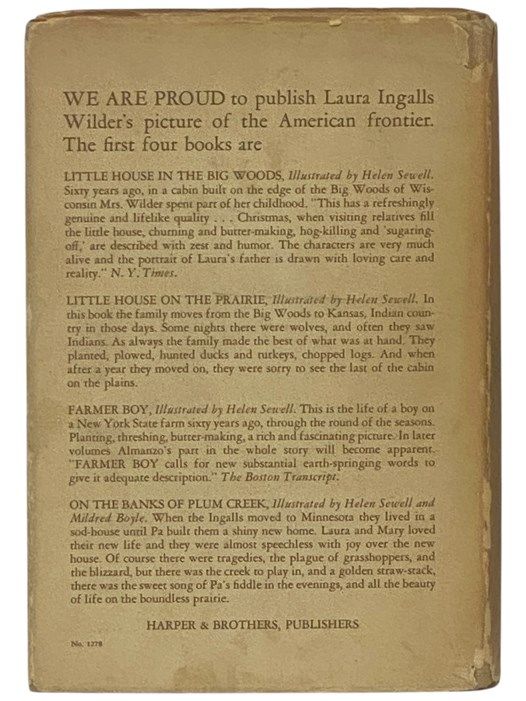 WE ARE PROUD to publish Laura Ingalls
Wilder's picture of the American frontier.
The first four books are
LITTLE HOUSE IN THE BIG WOODS, Illustrated by Helen Sewell.
Sixty years ago, in a cabin built on the edge of the Big Woods of Wis-
consin Mrs. Wilder spent part of her childhood. "This has a refreshingly
genuine and lifelike quality . . . Christmas, when visiting relatives fill
the little house, churning and butter-making, hog-killing and 'sugaring-
off,' are described with zest and humor. The characters are very much
alive and the portrait of Laura's father is drawn with loving care and
reality." N. Y. Times.
LITTLE HOUSE ON THE PRAIRIE, Illustrated by Helen Sewell. In
this book the family moves from the Big Woods to Kansas, Indian coun-
try in those days. Some nights there were wolves, and often they saw
Indians. As always the family made the best of what was at hand. They
planted, plowed, hunted ducks and turkeys, chopped logs. And when
after a year they moved on, they were sorry to see the last of the cabin
on the plains.
FARMER BOY, Illustrated by Helen Sewell. This is the life of a boy on
a New York State farm sixty years ago, through the round of the seasons.
Planting, threshing, butter-making, a rich and fascinating picture. In later
volumes Almanzo's part in the whole story will become apparent.
"FARMER BOY calls for new substantial earth-springing words to
give it adequate description." The Boston Transcript.
ON THE BANKS OF PLUM CREEK, Illustrated by Helen Sewell and
Mildred Boyle. When the Ingalls moved to Minnesota they lived in a
sod-house until Pa built them a shiny new home. Laura and Mary loved
their new life and they were almost speechless with joy over the new
house. Of course there were tragedies, the plague of grasshoppers, and
the blizzard, but there was the creek to play in, and a golden straw-stack,
there was the sweet song of Pa's fiddle in the evenings, and all the beauty
of life on the boundless prairie.
HARPER & BROTHERS, PUBLISHERS
No. 1278